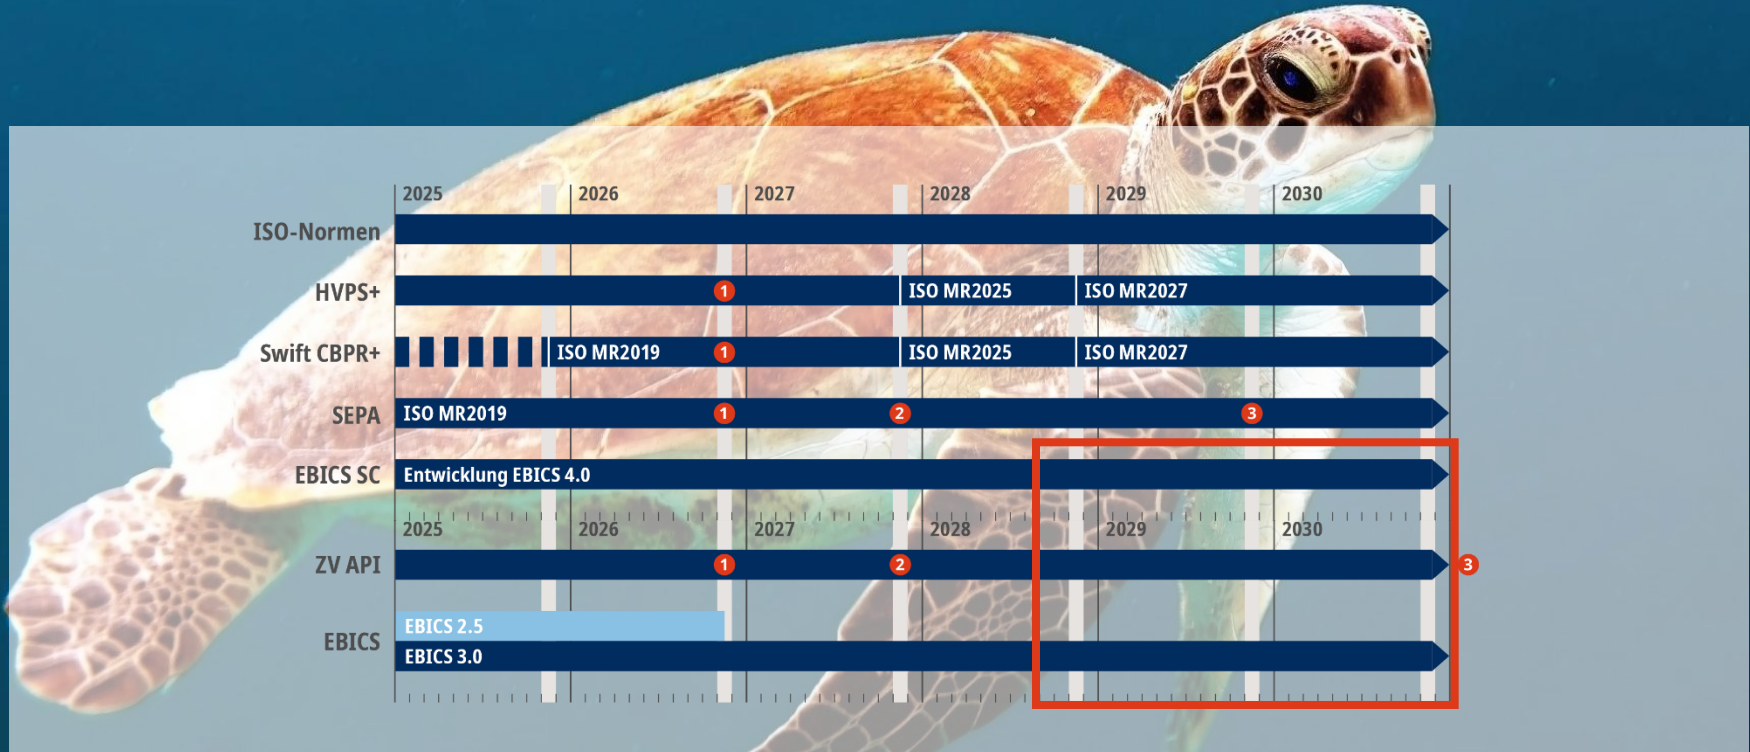 2025 2026 2027 2028 2029 2030
ISO-Normen
HVPS+ 1 ISO MR2025 ISO MR2027
Swift CBPR+ ISO MR2019 1 ISO MR2025 ISO MR2027
SEPA ISO MR2019 1 2 3
EBICS SC Entwicklung EBICS 4.0
2025 2026 2027 2028 2029 2030
ZV API 1 2 3
EBICS 2.5
EBICS
EBICS 3.0